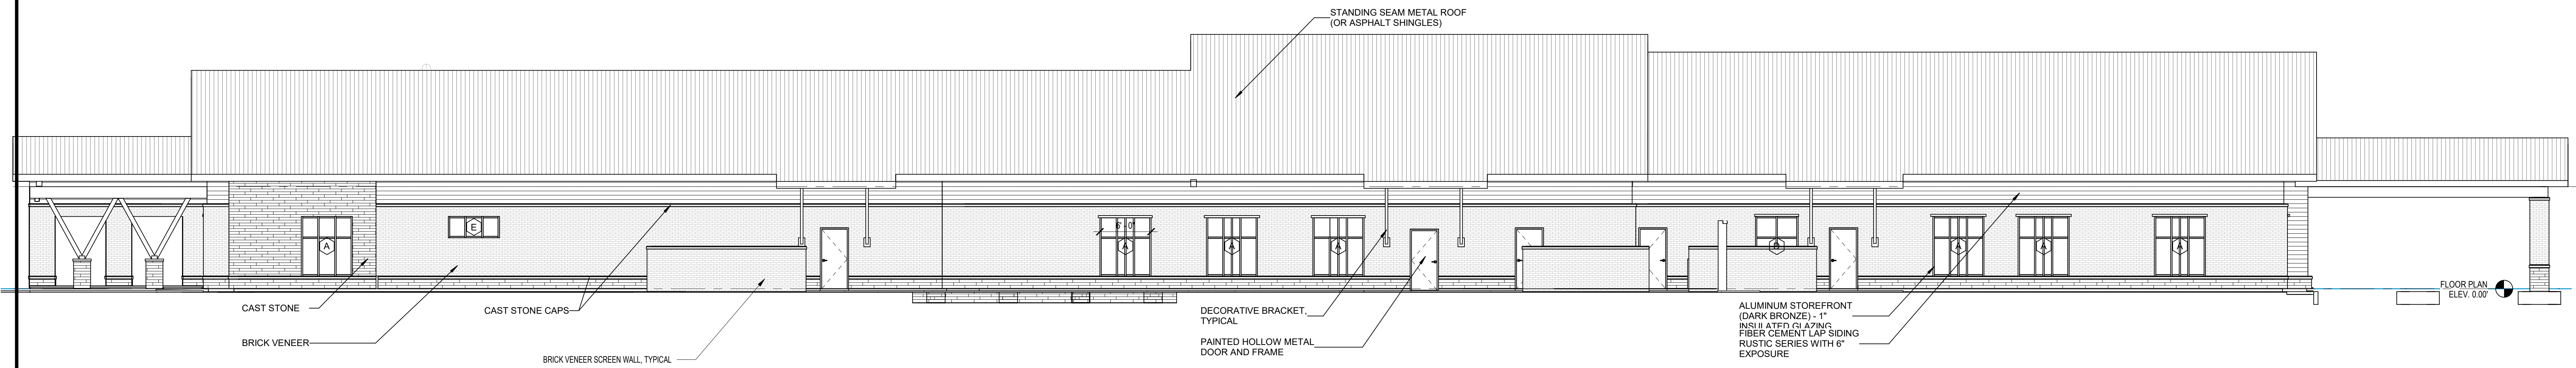 STANDING SEAM METAL ROOF
(OR ASPHALT SHINGLES)
A
E
6' - 0"
A
A
A
B
A
A
A
CAST STONE
CAST STONE CAPS
BRICK VENEER
BRICK VENEER SCREEN WALL, TYPICAL
DECORATIVE BRACKET,
TYPICAL
PAINTED HOLLOW METAL
DOOR AND FRAME
ALUMINUM STOREFRONT
(DARK BRONZE) - 1"
INSULATED GLAZING
FIBER CEMENT LAP SIDING
RUSTIC SERIES WITH 6"
EXPOSURE
FLOOR PLAN
ELEV. 0.00'